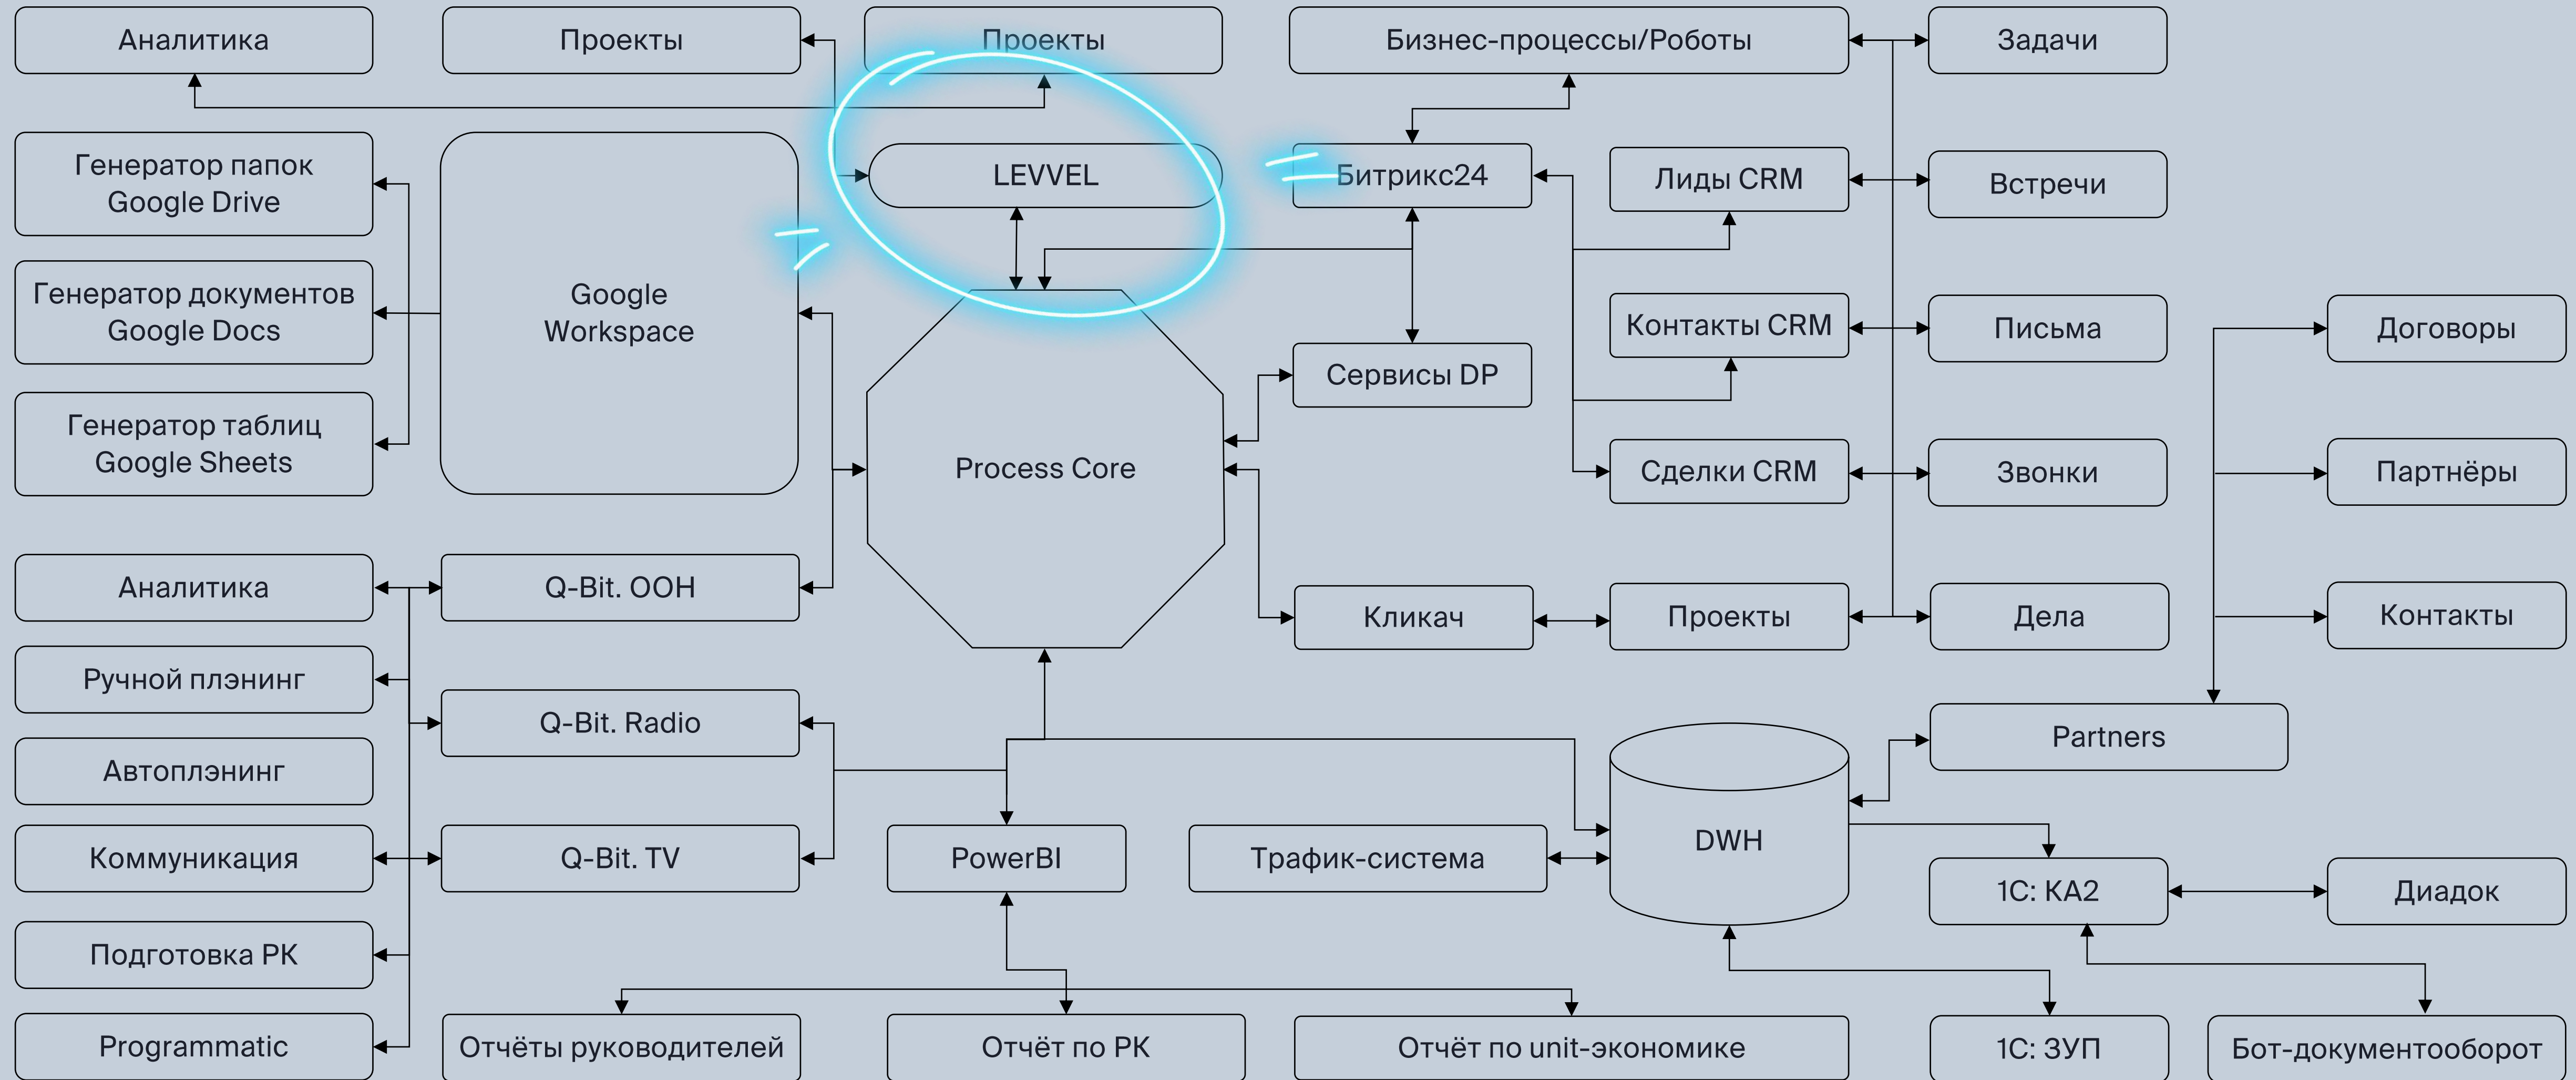 Аналитика
Проекты
Проекты
Бизнес-процессы/Роботы
Задачи
Генератор папок
Google Drive
LEVVEL
Битрикс24
Лиды CRM
Встречи
Генератор документов
Google Docs
Google
Workspace
Контакты CRM
Письма
Договоры
Сервисы DP
Генератор таблиц
Google Sheets
Process Core
Сделки CRM
Звонки
Партнёры
Аналитика
Q-Bit. OOH
Кликач
Проекты
Дела
Контакты
Ручной плэнинг
Q-Bit. Radio
Partners
Автоплэнинг
Коммуникация
Q-Bit. TV
PowerBI
Трафик-система
DWH
1С: КА2
Диадок
Подготовка РК
Programmatic
Отчёты руководителей
Отчёт по РК
Отчёт по unit-экономике
1С: ЗУП
Бот-документооборот